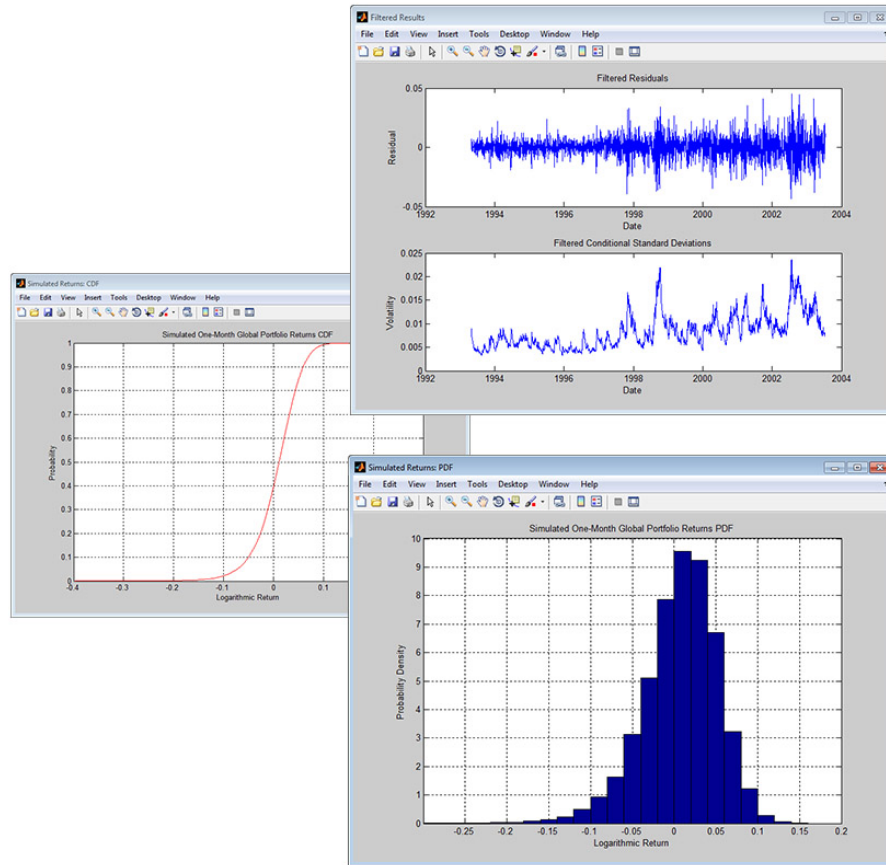 Filtered Results
File Edit View Insert Tools Desktop Window Help
Filtered Residuals
0.05
0
-0.05
Residual
1992 1994 1996 1998 2000 2002 2004
Date
Filtered Conditional Standard Deviations
0.025
0.02
0.015
0.01
0.005
0
Volatility
1992 1994 1996 1998 2000 2002 2004
Date
Simulated Returns: CDF
File Edit View Insert Tools Desktop Window Help
Simulated One-Month Global Portfolio Returns CDF
1
0.9
0.8
0.7
0.6
0.5
0.4
0.3
0.2
0.1
0
Probability
-0.4 -0.3 -0.2 -0.1 0 0.1
Logarithmic Return
Simulated Returns: PDF
File Edit View Insert Tools Desktop Window Help
Simulated One-Month Global Portfolio Returns PDF
10
9
8
7
6
5
4
3
2
1
0
Probability Density
-0.25 -0.2 -0.15 -0.1 -0.05 0 0.05 0.1 0.15 0.2
Logarithmic Return